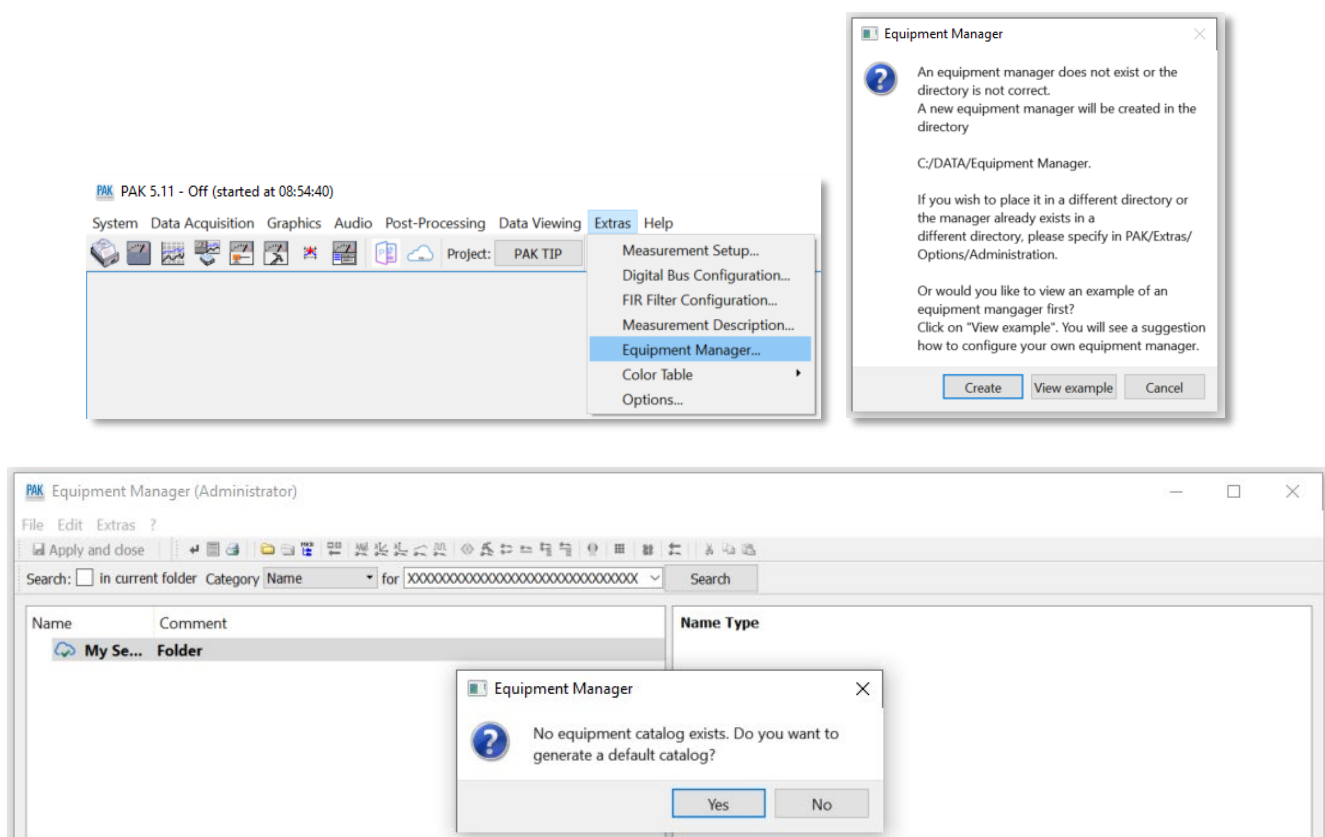 Equipment Manager
An equipment manager does not exist or the
directory is not correct.
A new equipment manager will be created in the
directory
C:/DATA/Equipment Manager.
If you wish to place it in a different directory or
the manager already exists in a
different directory, please specify in PAK/Extras/
Options/Administration.
Or would you like to view an example of an
equipment mangager first?
Click on "View example". You will see a suggestion
how to configure your own equipment manager.
Create View example Cancel
PAK PAK 5.11 - Off (started at 08:54:40)
System Data Acquisition Graphics Audio Post-Processing Data Viewing Extras Help
Project: PAK TIP
Measurement Setup...
Digital Bus Configuration...
FIR Filter Configuration...
Measurement Description...
Equipment Manager...
Color Table
Options...
PAK Equipment Manager (Administrator)
File Edit Extras ?
Apply and close
Search: in current folder Category Name for XXXXXXXXXXXXXXXXXXXXXXXXXXXXXX Search
Name Comment
My Se... Folder
Name Type
Equipment Manager
No equipment catalog exists. Do you want to
generate a default catalog?
Yes No